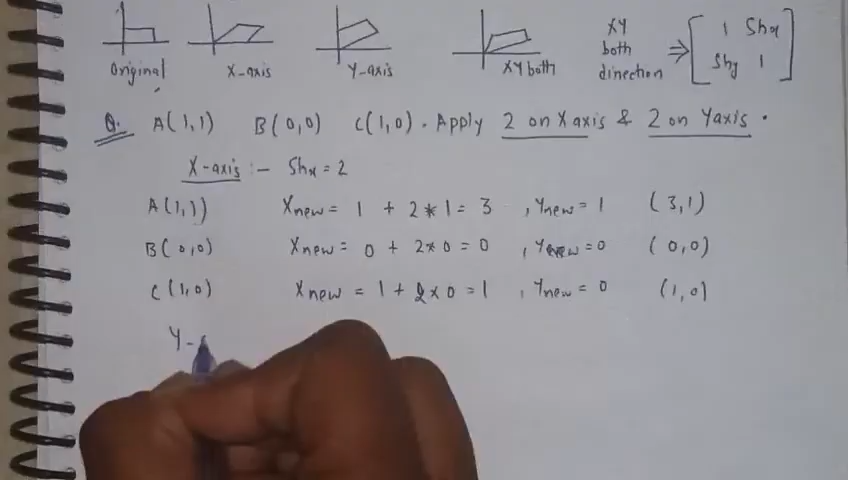 Original X-axis Y-axis XY both XY both direction ⇒ [ 1 Shx Shy 1 ]
Q. A(1,1) B(0,0) C(1,0). Apply 2 on X axis & 2 on Y axis.
X-axis :- Shx = 2
A(1,1) Xnew = 1 + 2*1 = 3 , Ynew = 1 (3,1)
B(0,0) Xnew = 0 + 2×0 = 0 , Ynew = 0 (0,0)
C(1,0) Xnew = 1 + 2×0 = 1 , Ynew = 0 (1,0)
Y-